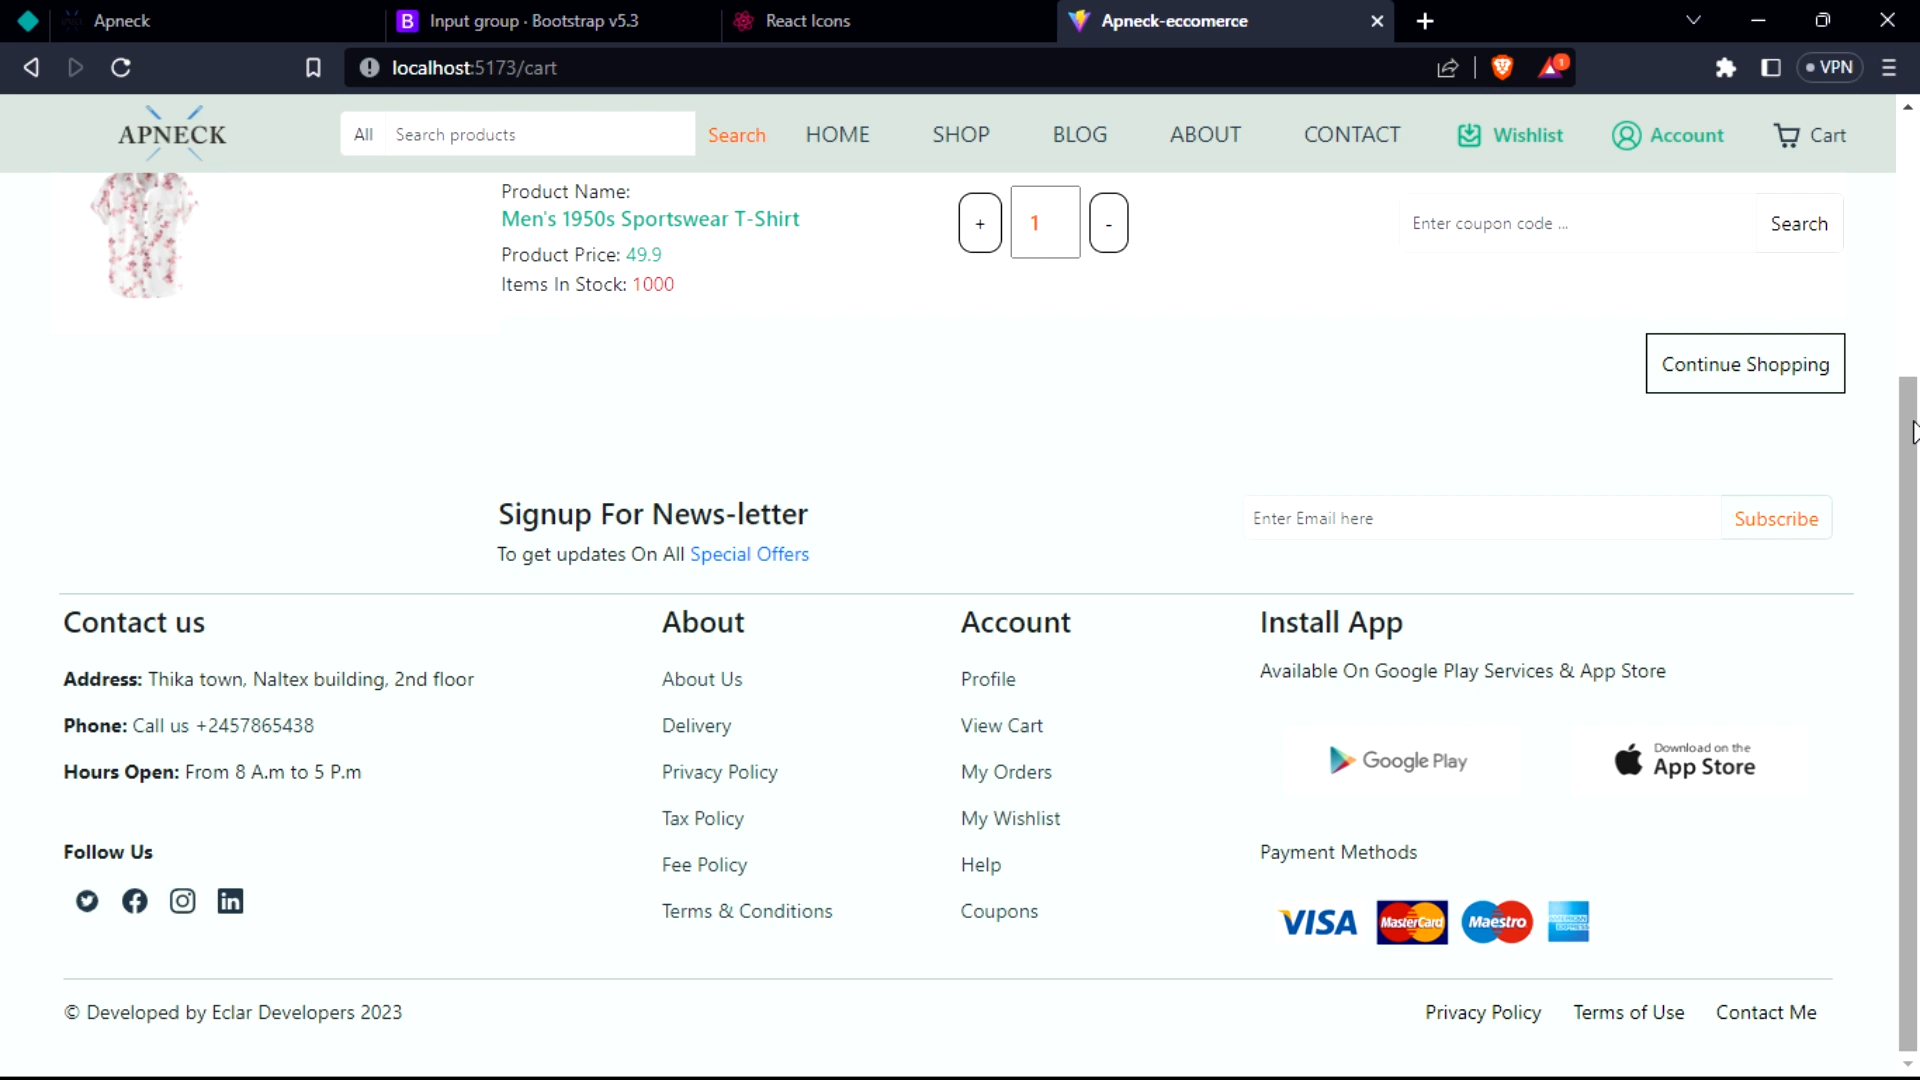 Apneck
B Input group · Bootstrap v5.3
React Icons
Apneck-eccomerce
localhost:5173/cart
1
VPN
APNECK
All Search products Search
HOME SHOP BLOG ABOUT CONTACT Wishlist Account Cart
Product Name:
Men's 1950s Sportswear T-Shirt
Product Price: 49.9
Items In Stock: 1000
+ 1 -
Enter coupon code ... Search
Continue Shopping
Signup For News-letter
To get updates On All Special Offers
Enter Email here Subscribe
Contact us
Address: Thika town, Naltex building, 2nd floor
Phone: Call us +2457865438
Hours Open: From 8 A.m to 5 P.m
Follow Us
in
About
About Us
Delivery
Privacy Policy
Tax Policy
Fee Policy
Terms & Conditions
Account
Profile
View Cart
My Orders
My Wishlist
Help
Coupons
Install App
Available On Google Play Services & App Store
Google Play
Download on the
App Store
Payment Methods
VISA MasterCard Maestro AMERICAN
EXPRESS
© Developed by Eclar Developers 2023
Privacy Policy Terms of Use Contact Me